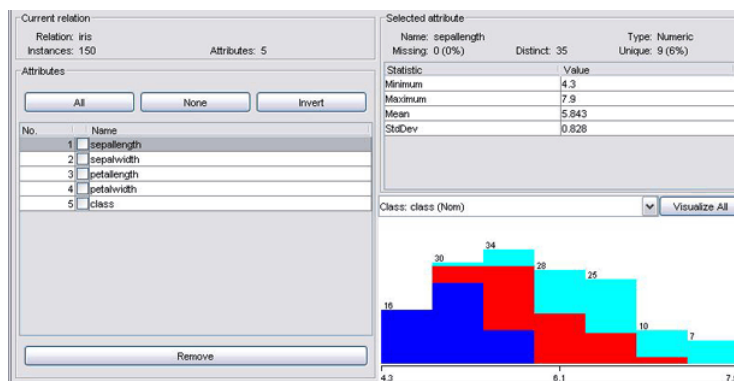 Current relation
Relation: iris
Instances: 150 Attributes: 5
Attributes
All None Invert
No. Name
1 sepallength
2 sepalwidth
3 petallength
4 petalwidth
5 class
Remove
Selected attribute
Name: sepallength Type: Numeric
Missing: 0 (0%) Distinct: 35 Unique: 9 (6%)
Statistic Value
Minimum 4.3
Maximum 7.9
Mean 5.843
StdDev 0.828
Class: class (Nom) Visualize All
34
30
28
25
16
10
7
4.3 6.1